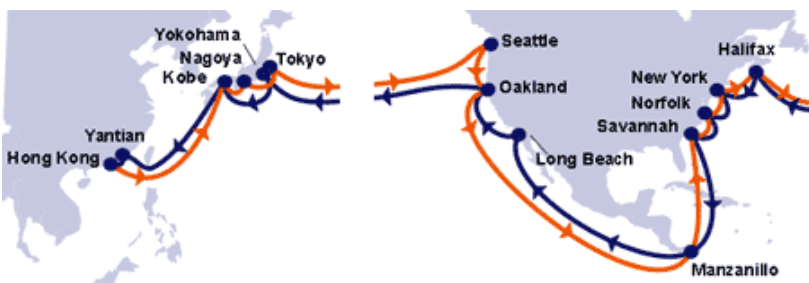 Yokohama
Nagoya
Tokyo
Kobe
Yantian
Hong Kong
Seattle
Halifax
Oakland
New York
Norfolk
Savannah
Long Beach
Manzanillo